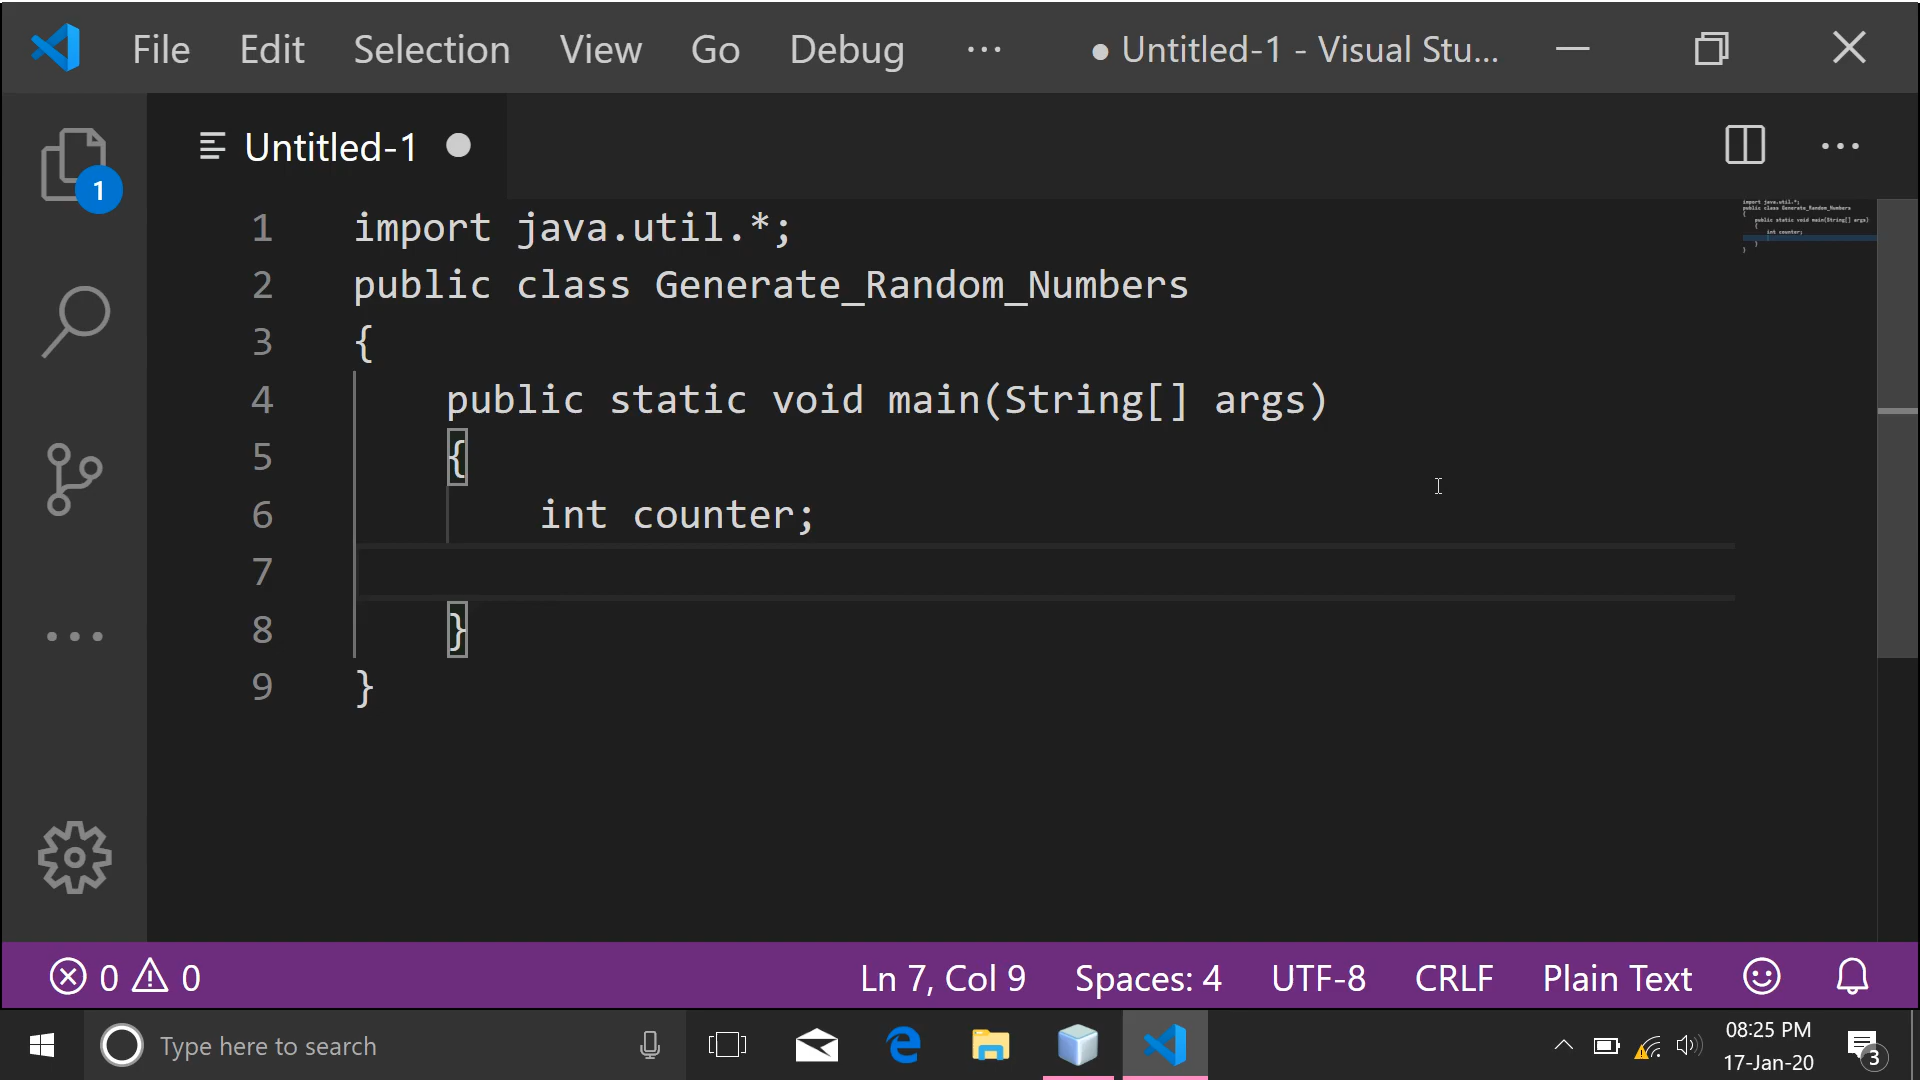 File Edit Selection View Go Debug ··· ● Untitled-1 - Visual Stu...
Untitled-1 ●
1 import java.util.*;
2 public class Generate_Random_Numbers
3 {
4     public static void main(String[] args)
5     {
6         int counter;
7
8     }
9 }
1
0 0 Ln 7, Col 9 Spaces: 4 UTF-8 CRLF Plain Text
Type here to search
08:25 PM
17-Jan-20
3